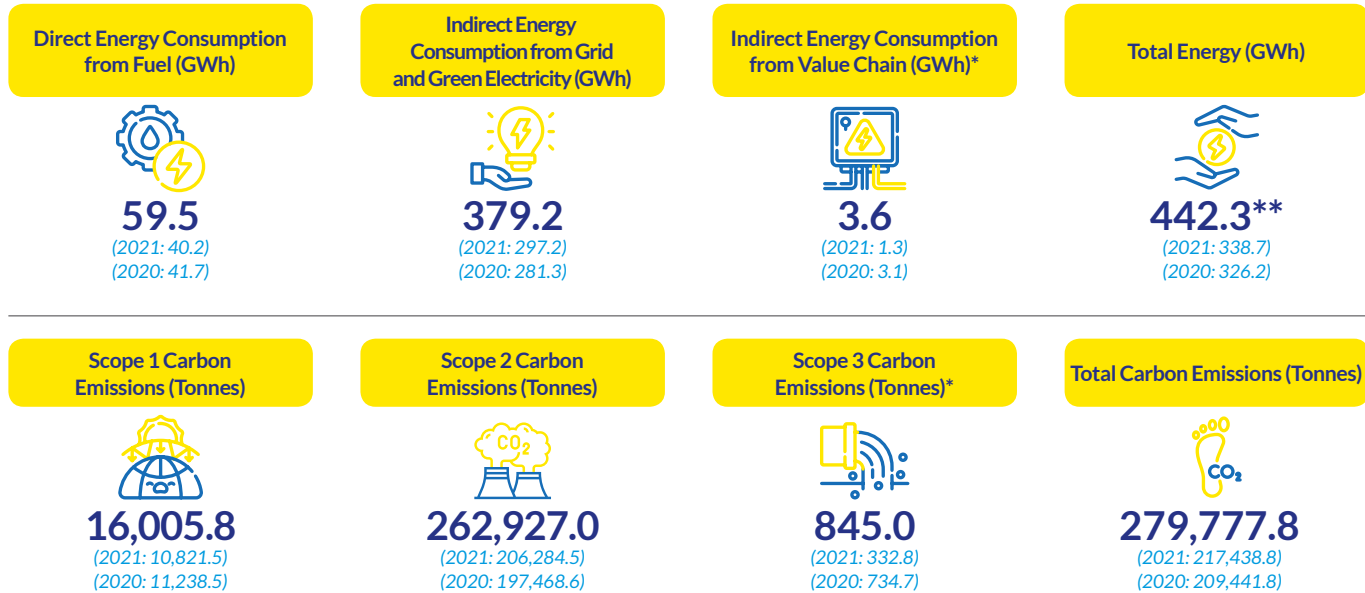 Direct Energy Consumption
from Fuel (GWh)
59.5
(2021: 40.2)
(2020: 41.7)
Indirect Energy
Consumption from Grid
and Green Electricity (GWh)
379.2
(2021: 297.2)
(2020: 281.3)
Indirect Energy Consumption
from Value Chain (GWh)*
3.6
(2021: 1.3)
(2020: 3.1)
Total Energy (GWh)
442.3**
(2021: 338.7)
(2020: 326.2)
Scope 1 Carbon
Emissions (Tonnes)
16,005.8
(2021: 10,821.5)
(2020: 11,238.5)
Scope 2 Carbon
Emissions (Tonnes)
CO2
262,927.0
(2021: 206,284.5)
(2020: 197,468.6)
Scope 3 Carbon
Emissions (Tonnes)*
845.0
(2021: 332.8)
(2020: 734.7)
Total Carbon Emissions (Tonnes)
CO2
279,777.8
(2021: 217,438.8)
(2020: 209,441.8)